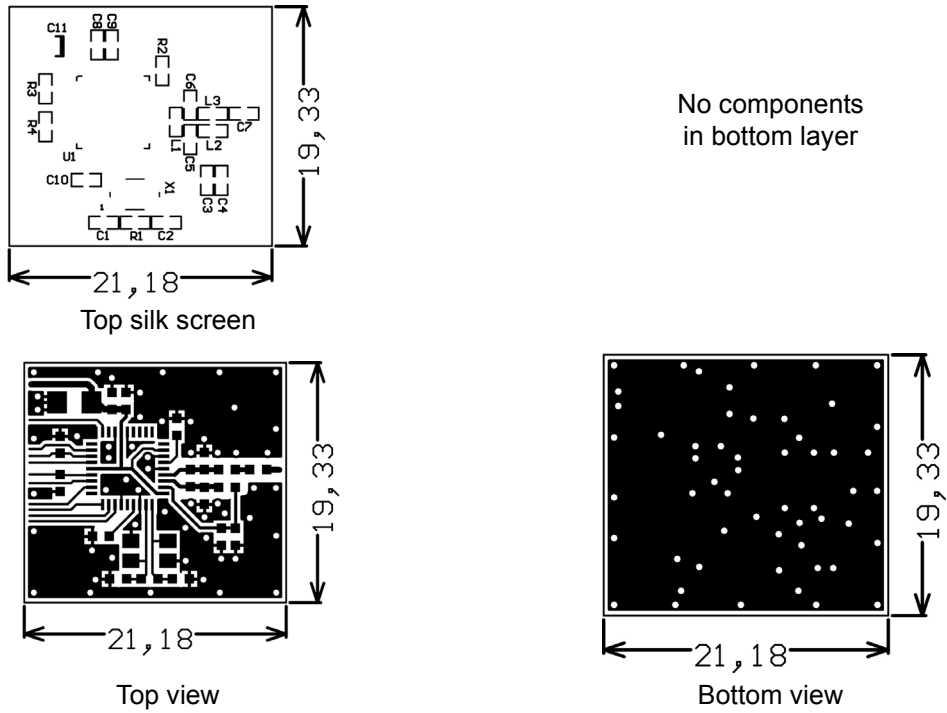 C11
C8
C9
R2
R3
C6
L3
C7
R4
L1
L2
C5
U1
C10
X1
1
C3
C4
C1
R1
C2
19,33
21,18
Top silk screen
No components
in bottom layer
19,33
21,18
Top view
19,33
21,18
Bottom view